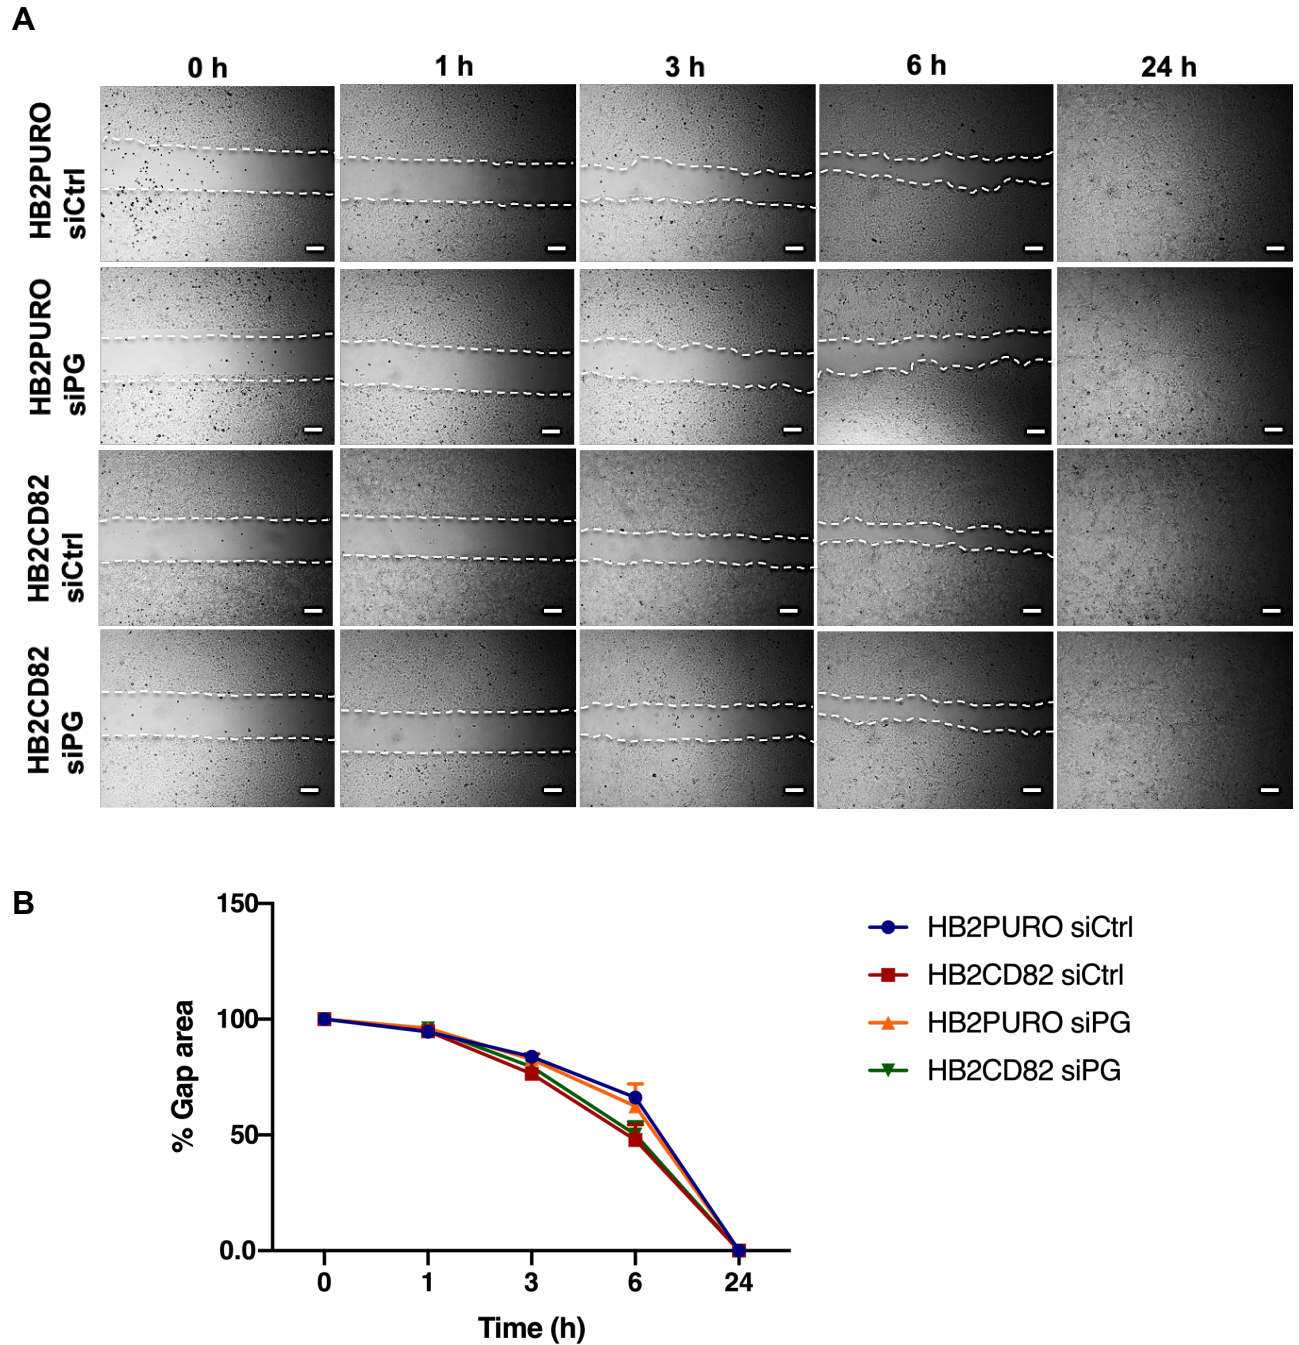 A
0 h 1 h 3 h 6 h 24 h
HB2PURO
siCtrl
HB2PURO
siPG
HB2CD82
siCtrl
HB2CD82
siPG
B
150
100
50
0.0
% Gap area
0 1 3 6 24
Time (h)
HB2PURO siCtrl
HB2CD82 siCtrl
HB2PURO siPG
HB2CD82 siPG